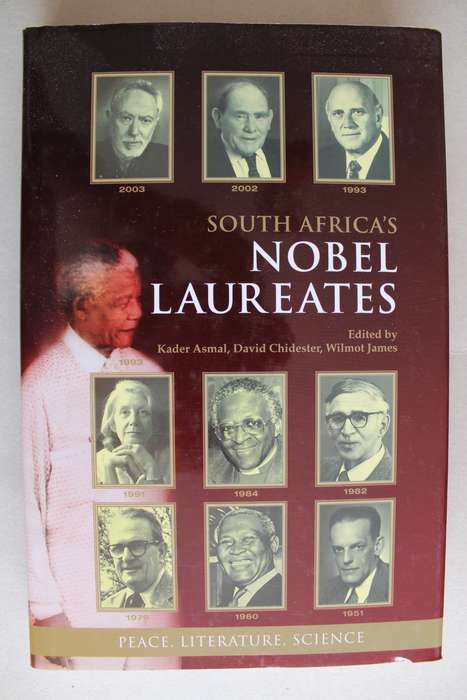 2003 2002 1993
SOUTH AFRICA'S
NOBEL
LAUREATES
Edited by
Kader Asmal, David Chidester, Wilmot James
1993
1991 1984 1982
1979 1960 1951
PEACE, LITERATURE, SCIENCE